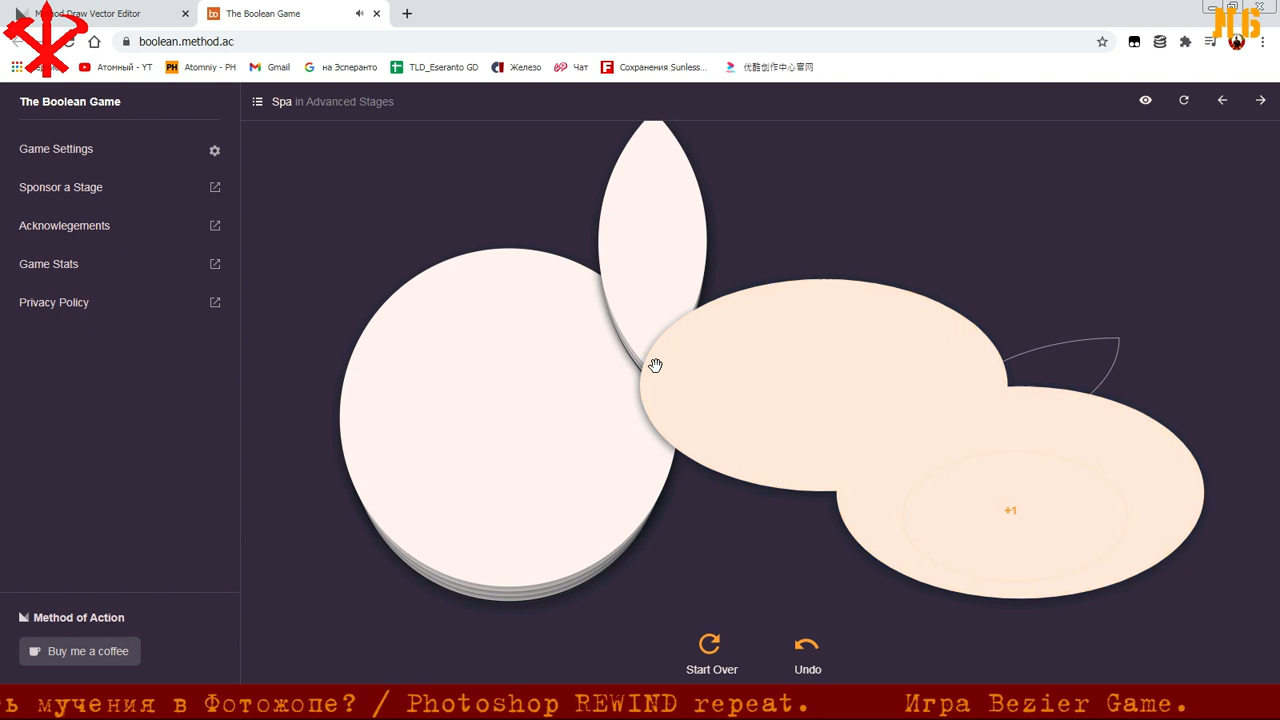 Method Draw Vector Editor
The Boolean Game
МБ
boolean.method.ac
Атомный - YT
Atomniy - PH
Gmail
на Эсперанто
TLD_Eseranto GD
Железо
Чат
Сохранения Sunless...
优酷创作中心官网
The Boolean Game
Spa in Advanced Stages
Game Settings
Sponsor a Stage
Acknowlegements
Game Stats
Privacy Policy
+1
Method of Action
Buy me a coffee
Start Over
Undo
ь мучения в Фотожопе? / Photoshop REWIND repeat. Игра Bezier Game.